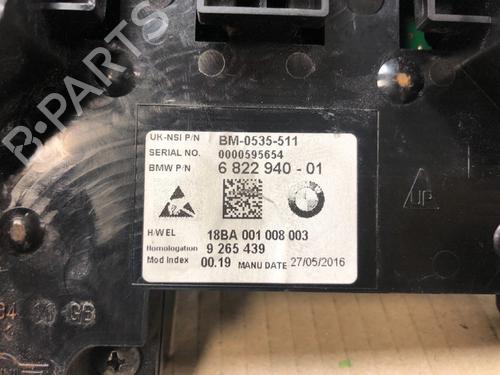 UK-NSI P/N BM-0535-511
SERIAL NO. 0000595654
BMW P/N 6 822 940 - 01
H/W EL 18BA 001 008 003
Homologation 9 265 439
Mod Index 00.19 MANU DATE 27/05/2016
UP
B-PARTS
GB